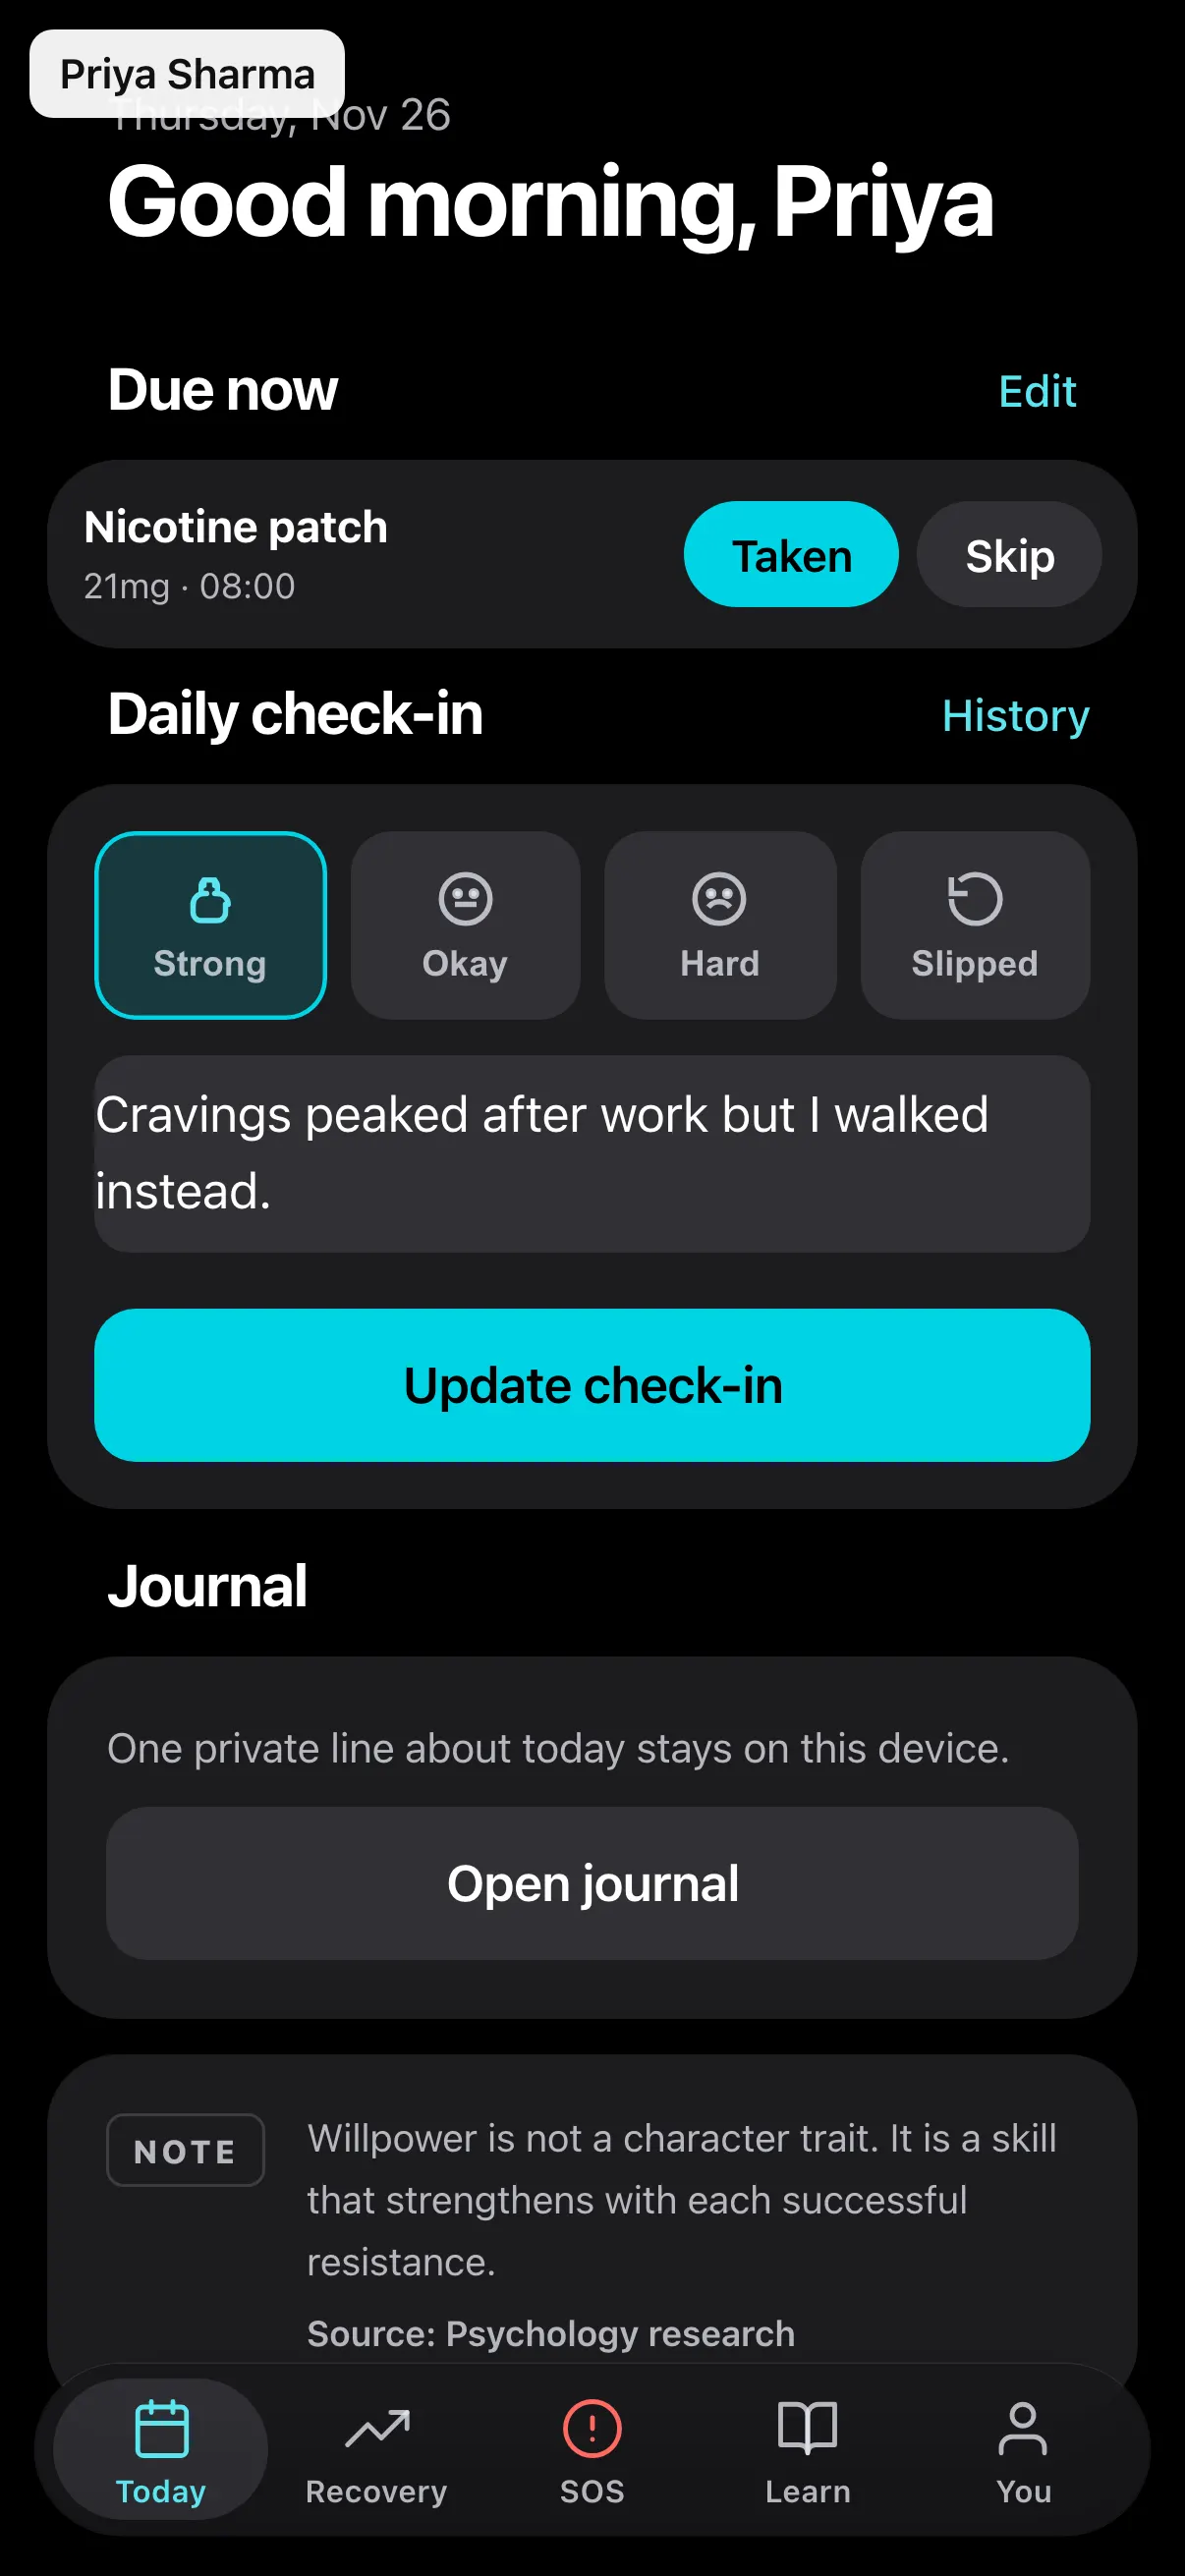 Priya Sharma
Thursday, Nov 26
Good morning, Priya
Due now
Edit
Nicotine patch
21mg · 08:00
Taken
Skip
Daily check-in
History
Strong
Okay
Hard
Slipped
Cravings peaked after work but I walked
instead.
Update check-in
Journal
One private line about today stays on this device.
Open journal
NOTE
Willpower is not a character trait. It is a skill
that strengthens with each successful
resistance.
Source: Psychology research
Today
Recovery
SOS
Learn
You